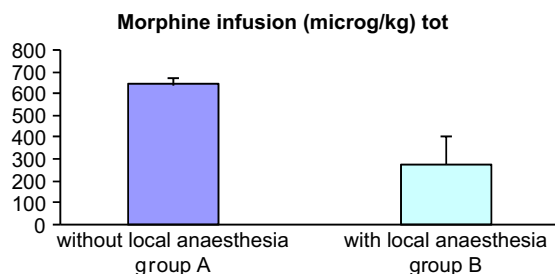 Morphine infusion (microg/kg) tot
800
700
600
500
400
300
200
100
0
without local anaesthesia
group A
with local anaesthesia
group B